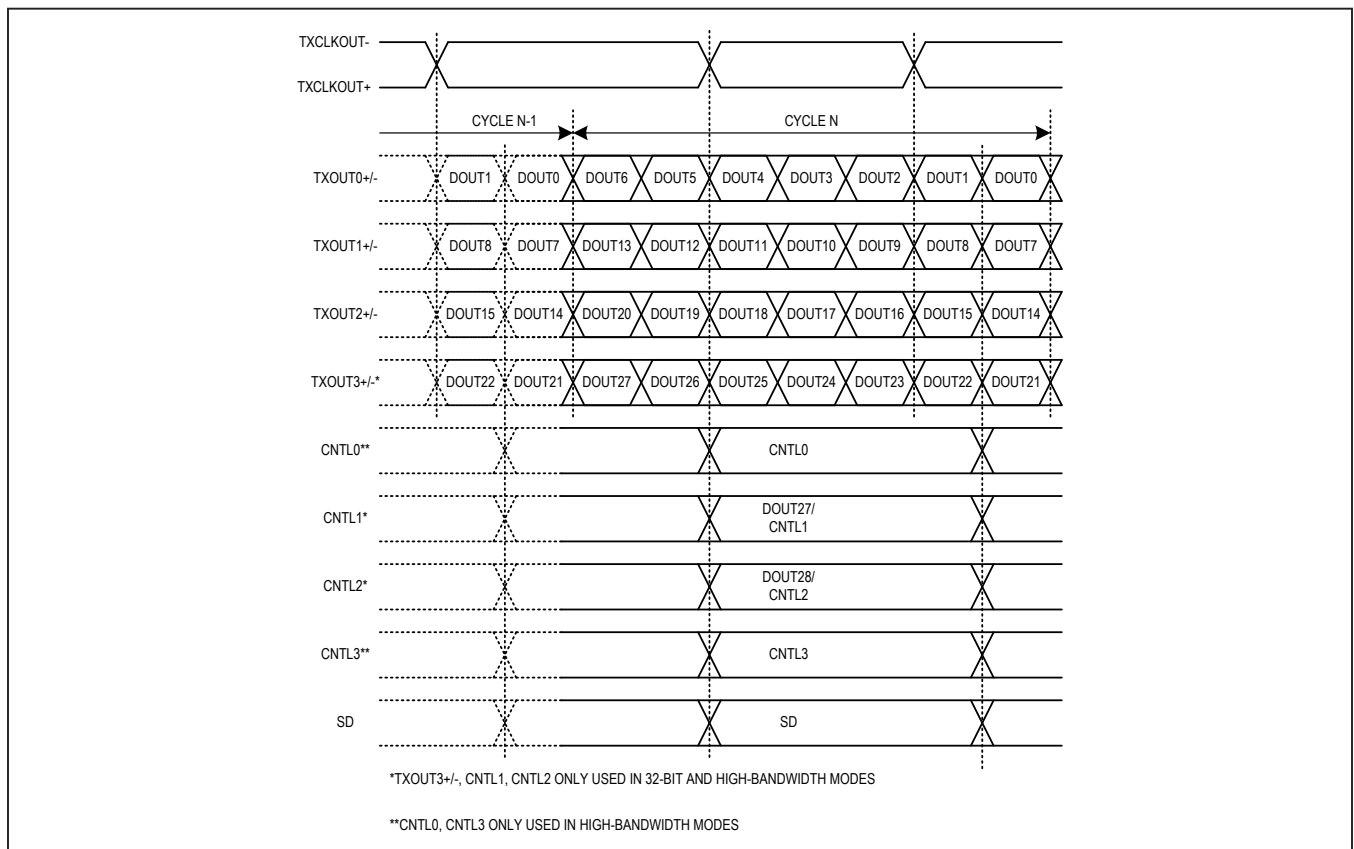 TXCLKOUT-
TXCLKOUT+
CYCLE N-1 CYCLE N
TXOUT0+/- DOUT1 DOUT0 DOUT6 DOUT5 DOUT4 DOUT3 DOUT2 DOUT1 DOUT0
TXOUT1+/- DOUT8 DOUT7 DOUT13 DOUT12 DOUT11 DOUT10 DOUT9 DOUT8 DOUT7
TXOUT2+/- DOUT15 DOUT14 DOUT20 DOUT19 DOUT18 DOUT17 DOUT16 DOUT15 DOUT14
TXOUT3+/-* DOUT22 DOUT21 DOUT27 DOUT26 DOUT25 DOUT24 DOUT23 DOUT22 DOUT21
CNTL0** CNTL0
CNTL1* DOUT27/
CNTL1
CNTL2* DOUT28/
CNTL2
CNTL3** CNTL3
SD SD
*TXOUT3+/-, CNTL1, CNTL2 ONLY USED IN 32-BIT AND HIGH-BANDWIDTH MODES
**CNTL0, CNTL3 ONLY USED IN HIGH-BANDWIDTH MODES